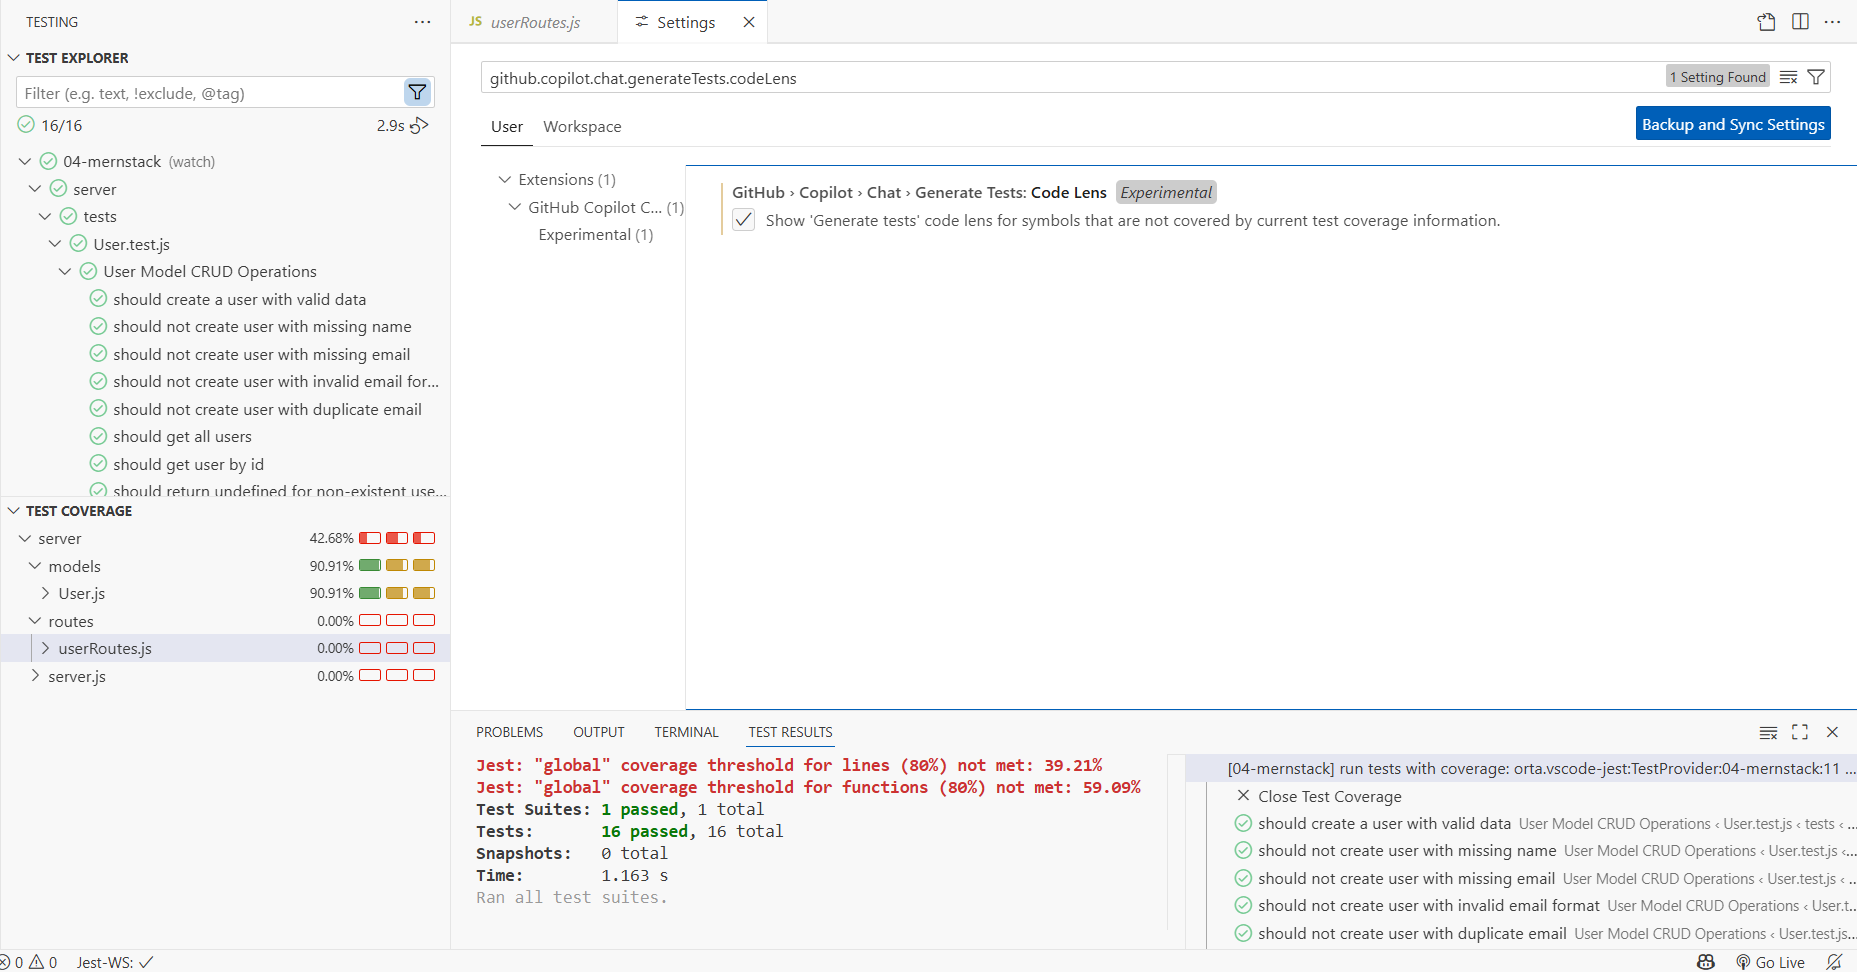 TESTING
TEST EXPLORER
Filter (e.g. text, !exclude, @tag)
16/16
2.9s
04-mernstack (watch)
server
tests
User.test.js
User Model CRUD Operations
should create a user with valid data
should not create user with missing name
should not create user with missing email
should not create user with invalid email for...
should not create user with duplicate email
should get all users
should get user by id
should return undefined for non-existent use...
TEST COVERAGE
server 42.68%
models 90.91%
User.js 90.91%
routes 0.00%
userRoutes.js 0.00%
server.js 0.00%
JS userRoutes.js
Settings
github.copilot.chat.generateTests.codeLens
1 Setting Found
User Workspace
Backup and Sync Settings
Extensions (1)
GitHub Copilot C... (1)
Experimental (1)
GitHub › Copilot › Chat › Generate Tests: Code Lens Experimental
Show 'Generate tests' code lens for symbols that are not covered by current test coverage information.
PROBLEMS OUTPUT TERMINAL TEST RESULTS
Jest: "global" coverage threshold for lines (80%) not met: 39.21%
Jest: "global" coverage threshold for functions (80%) not met: 59.09%
Test Suites: 1 passed, 1 total
Tests: 16 passed, 16 total
Snapshots: 0 total
Time: 1.163 s
Ran all test suites.
[04-mernstack] run tests with coverage: orta.vscode-jest:TestProvider:04-mernstack:11 ...
Close Test Coverage
should create a user with valid data User Model CRUD Operations ‹ User.test.js ‹ tests ‹ ...
should not create user with missing name User Model CRUD Operations ‹ User.test.js ‹...
should not create user with missing email User Model CRUD Operations ‹ User.test.js ‹ ...
should not create user with invalid email format User Model CRUD Operations ‹ User.t...
should not create user with duplicate email User Model CRUD Operations ‹ User.test.js...
0 0 Jest-WS: ✓
Go Live